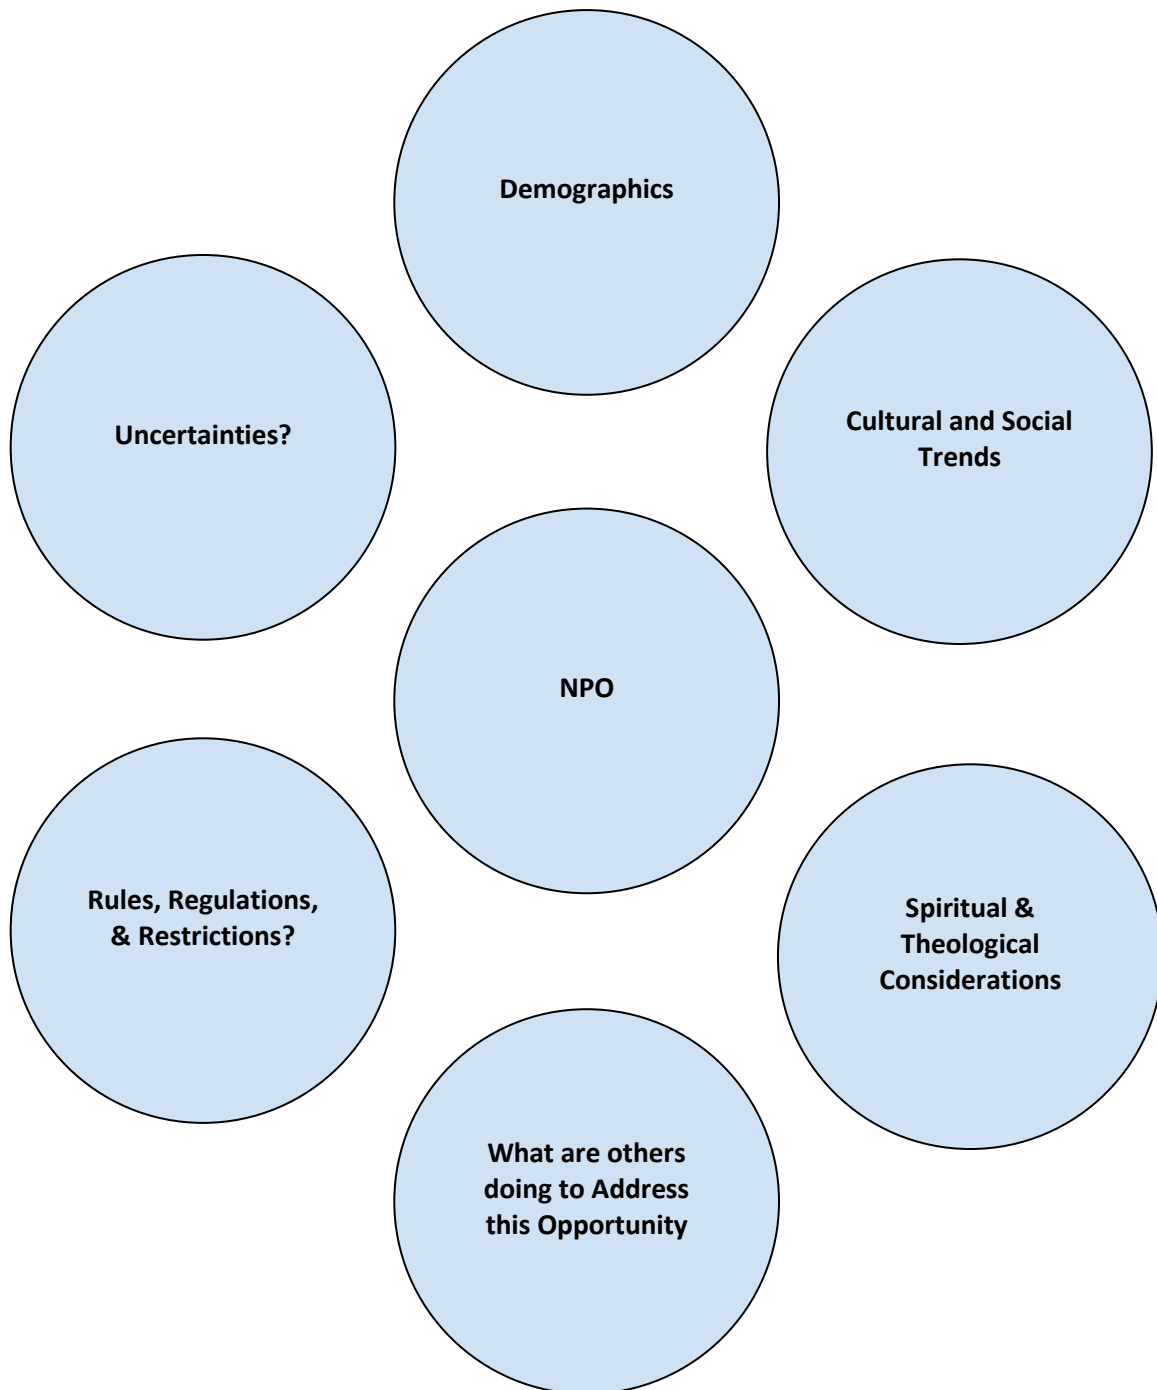 Demographics
Uncertainties?
Cultural and Social
Trends
NPO
Rules, Regulations,
& Restrictions?
Spiritual &
Theological
Considerations
What are others
doing to Address
this Opportunity